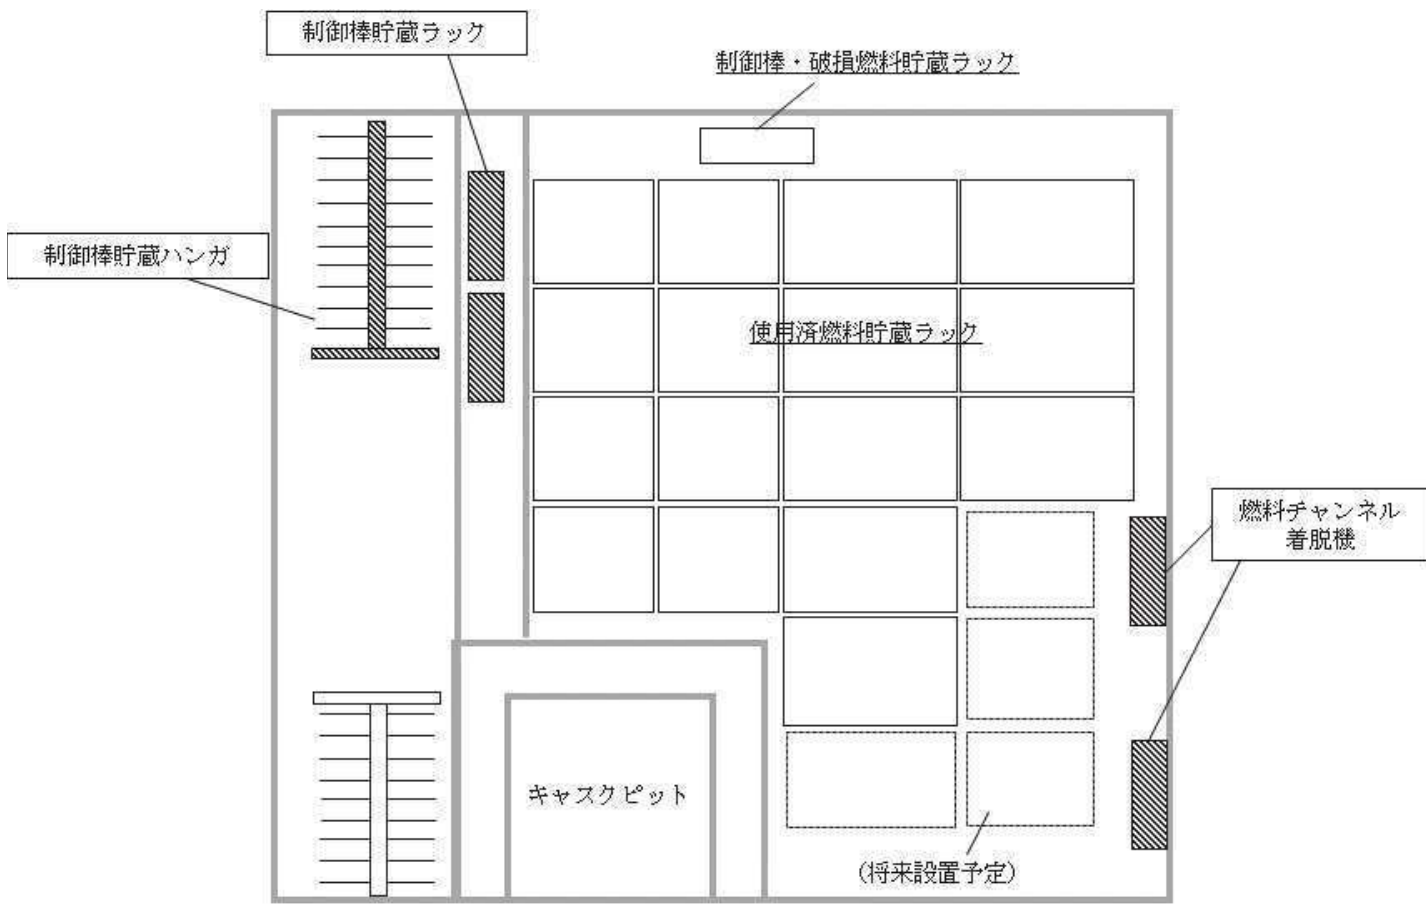 制御棒貯蔵ラック
制御棒・破損燃料貯蔵ラック
制御棒貯蔵ハンガ
使用済燃料貯蔵ラック
燃料チャンネル
着脱機
キャスクピット
(将来設置予定)